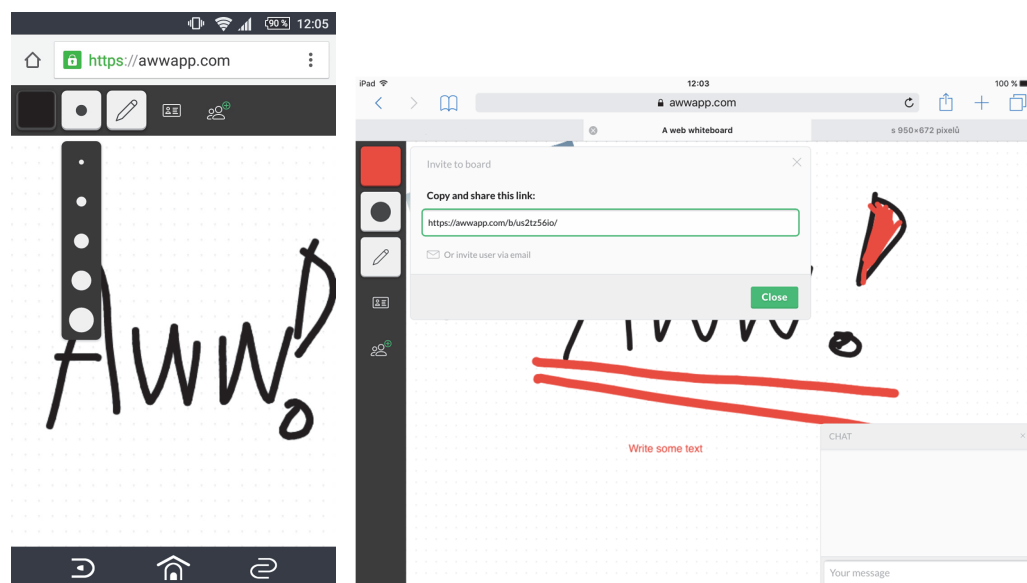 90 % 12:05
https://awwapp.com
Aww!
iPad 12:03 100 %
awwapp.com
A web whiteboard s 950×672 pixelů
Invite to board
Copy and share this link:
https://awwapp.com/b/us2tz56io/
Or invite user via email
Close
Aww!
Write some text
CHAT
Your message